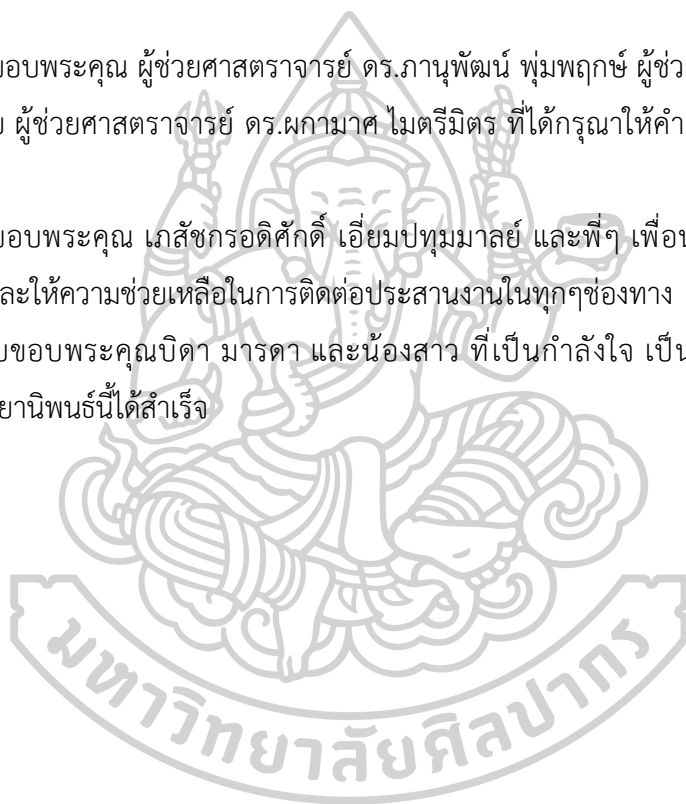 ขอบพระคุณ ผู้ช่วยศาสตราจารย์ ดร.ภานุพัฒน์ พุ่มพฤกษ์ ผู้ช่ว
ผู้ช่วยศาสตราจารย์ ดร.ผกามาศ ไมตรีมิตร ที่ได้กรุณาให้คำ
ขอบพระคุณ เภสัชกรอดิศักดิ์ เอี่ยมปทุมมาลย์ และพี่ๆ เพื่อน
ละให้ความช่วยเหลือในการติดต่อประสานงานในทุกๆช่องทาง
บขอบพระคุณบิดา มารดา และน้องสาว ที่เป็นกำลังใจ เป็น
ยานิพนธ์นี้ได้สำเร็จ
มหาวิทยาลัยศิลปากร